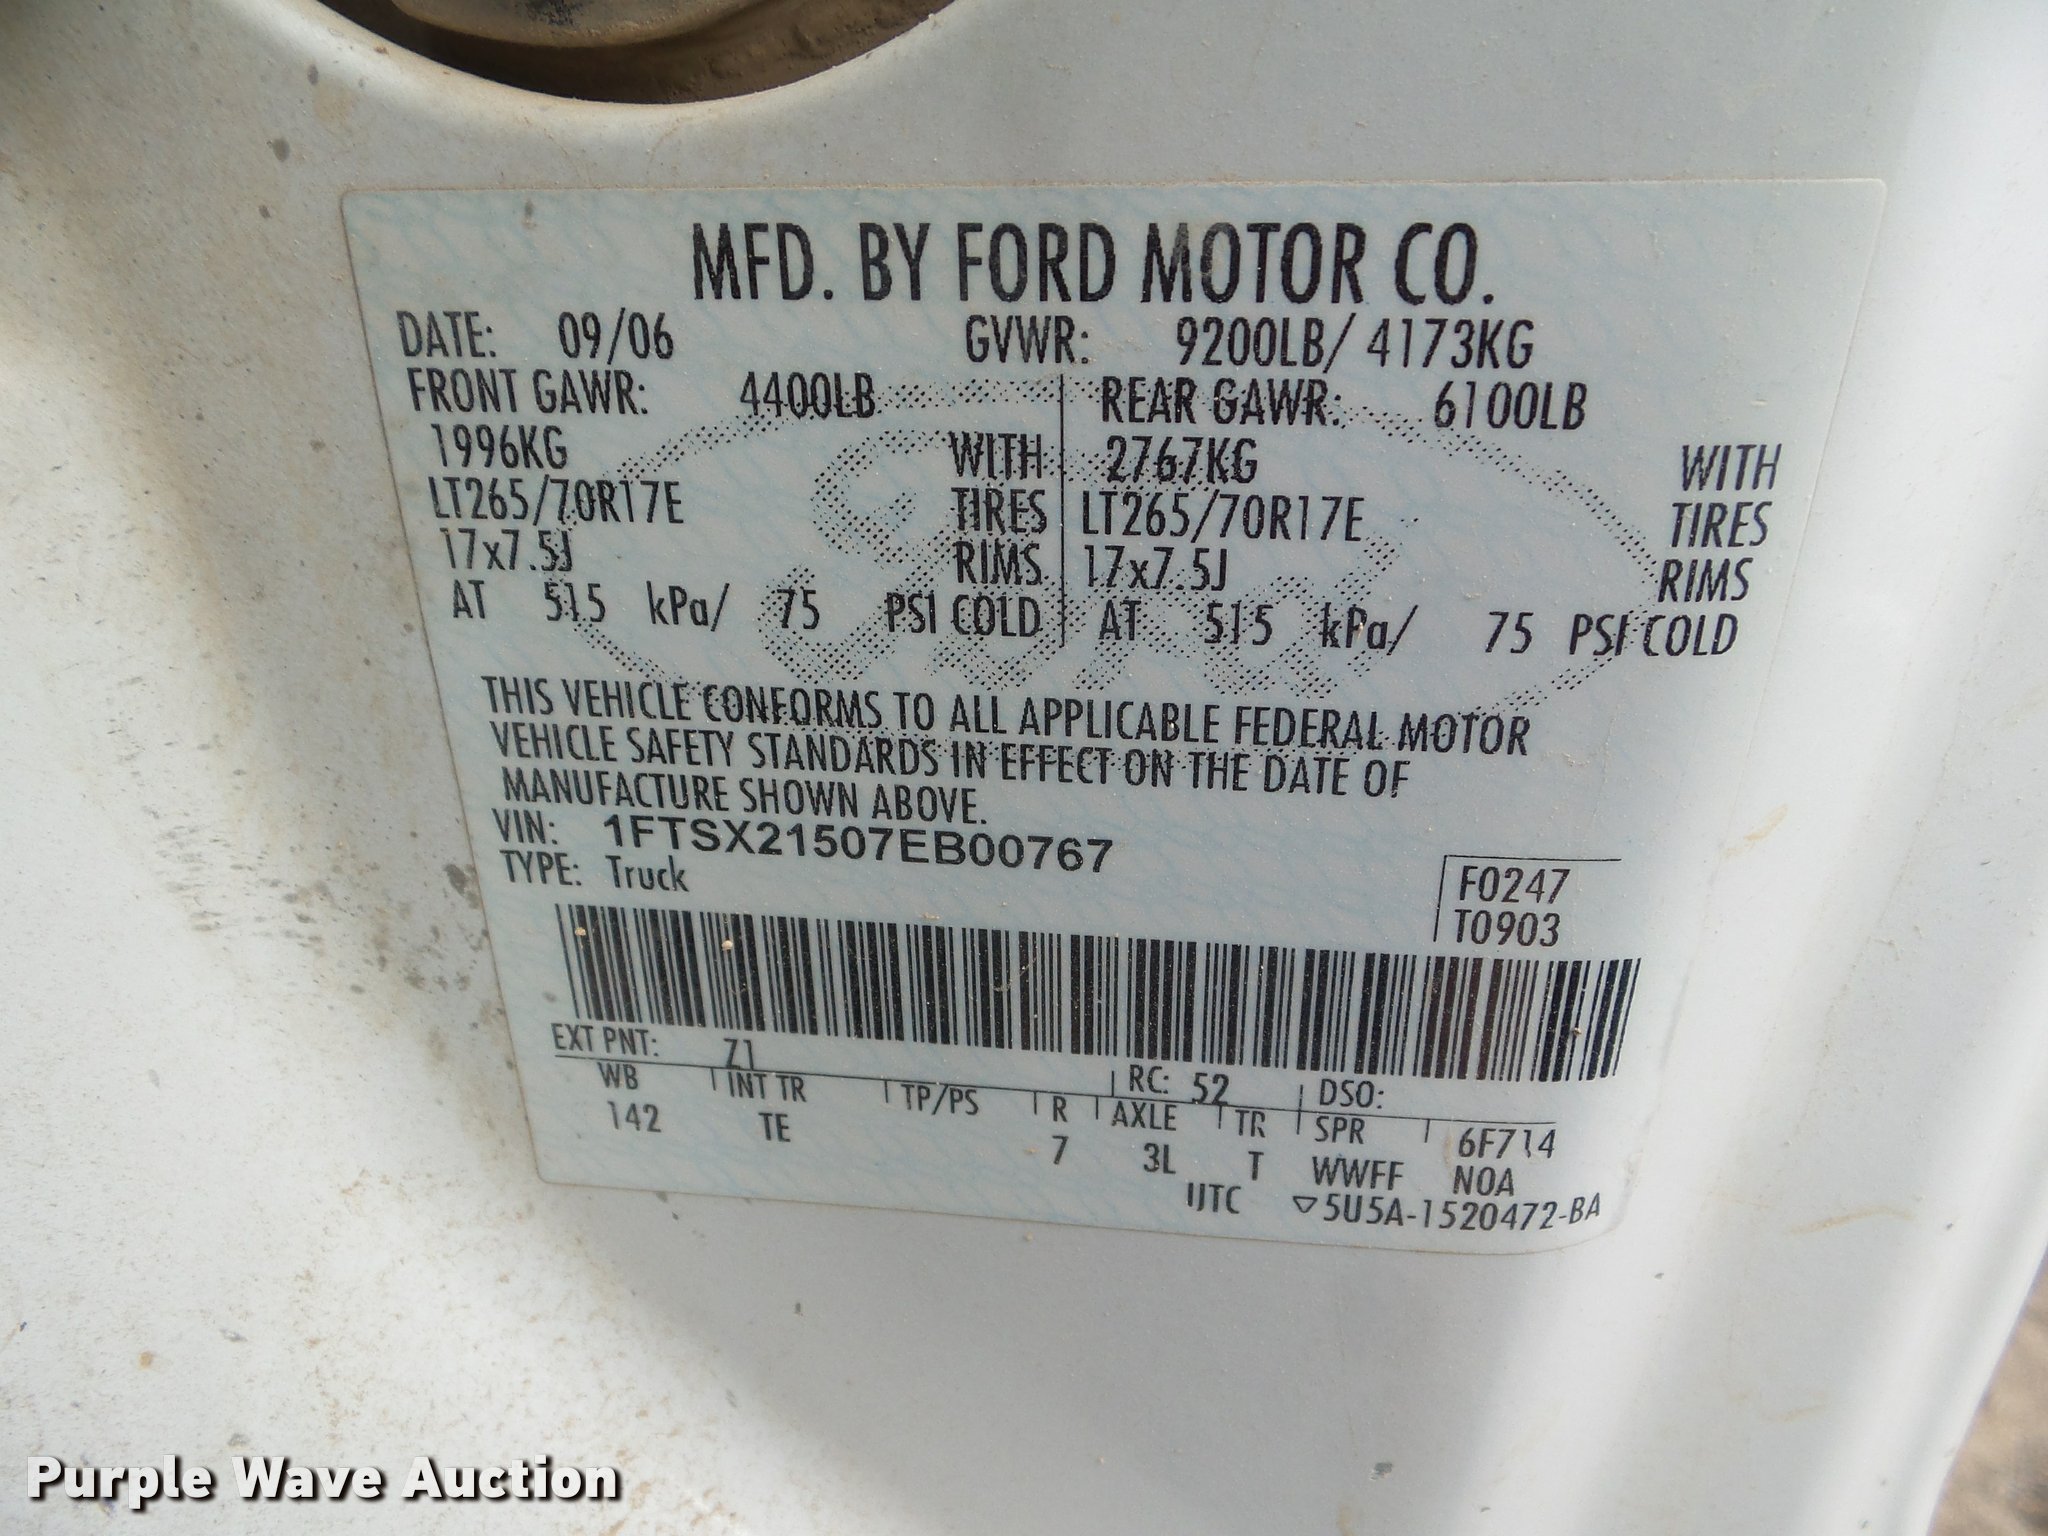 MFD. BY FORD MOTOR CO.
DATE: 09/06 GVWR: 9200LB/ 4173KG
FRONT GAWR: 4400LB REAR GAWR: 6100LB
1996KG WITH 2767KG WITH
LT265/70R17E TIRES LT265/70R17E TIRES
17x7.5J RIMS 17x7.5J RIMS
AT 515 kPa/ 75 PSI COLD AT 515 kPa/ 75 PSI COLD
THIS VEHICLE CONFORMS TO ALL APPLICABLE FEDERAL MOTOR
VEHICLE SAFETY STANDARDS IN EFFECT ON THE DATE OF
MANUFACTURE SHOWN ABOVE.
VIN: 1FTSX21507EB00767
TYPE: Truck
F0247
T0903
EXT PNT: Z1 RC: 52 DSO:
WB INT TR TP/PS R AXLE TR SPR 6F714
142 TE 7 3L T WWFF N0A
UTC ▽5U5A-1520472-BA
Purple Wave Auction